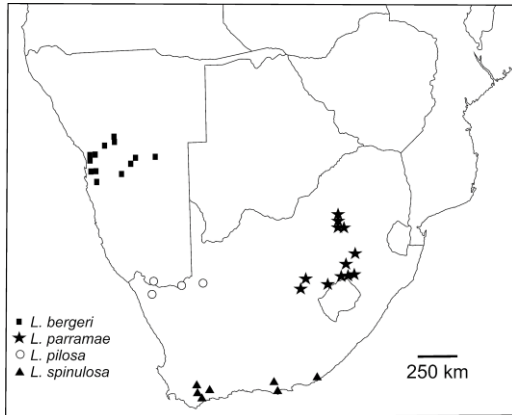 L. bergeri
L. parramae
L. pilosa
L. spinulosa
250 km